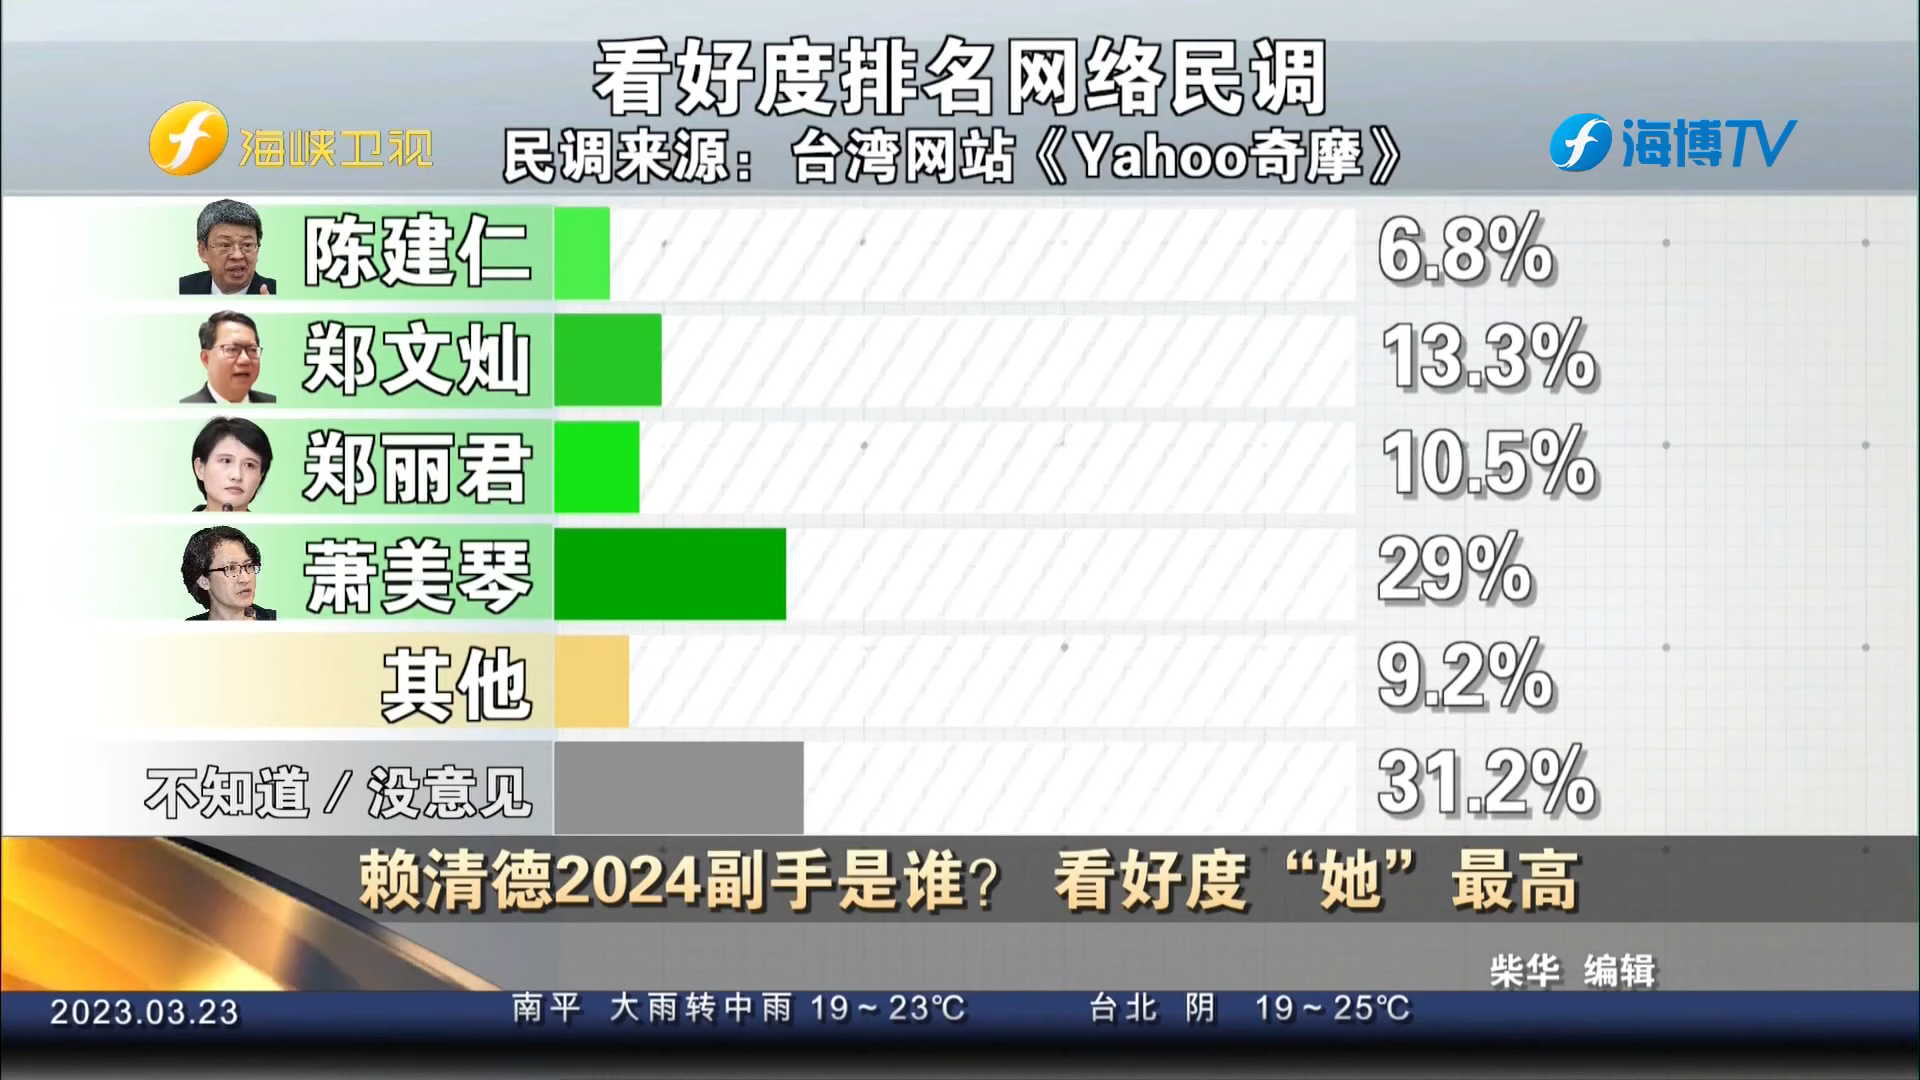 看好度排名网络民调
海峡卫视
民调来源：台湾网站《Yahoo奇摩》
海博TV
陈建仁 6.8%
郑文灿 13.3%
郑丽君 10.5%
萧美琴 29%
其他 9.2%
不知道/没意见 31.2%
赖清德2024副手是谁？ 看好度“她”最高
柴华 编辑
2023.03.23 南平 大雨转中雨 19～23℃ 台北 阴 19～25℃